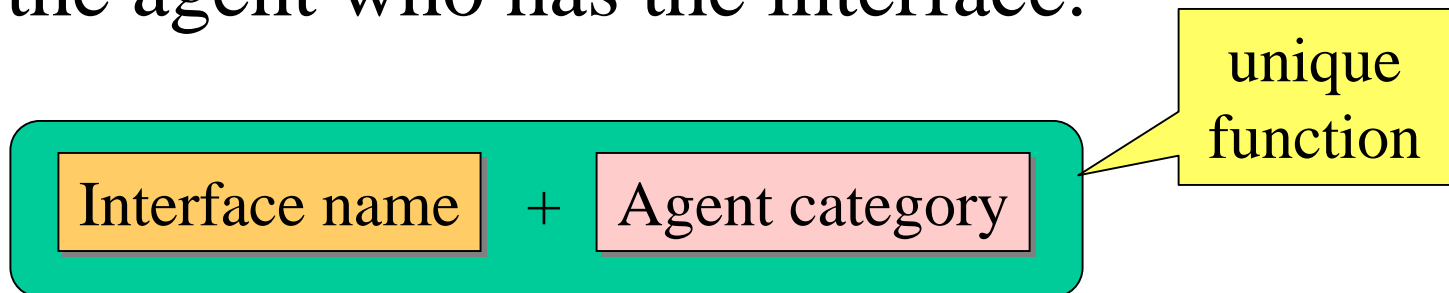 the agent who has the interface.
unique
function
Interface name + Agent category